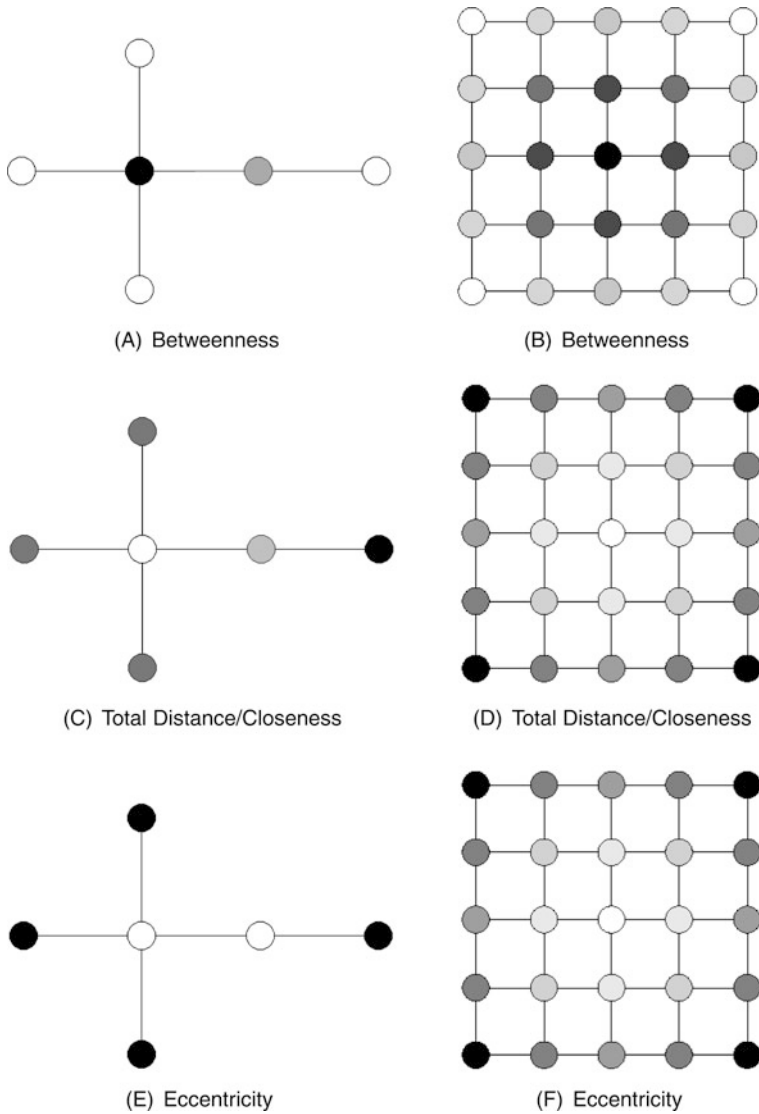 (A) Betweenness
(B) Betweenness
(C) Total Distance/Closeness
(D) Total Distance/Closeness
(E) Eccentricity
(F) Eccentricity